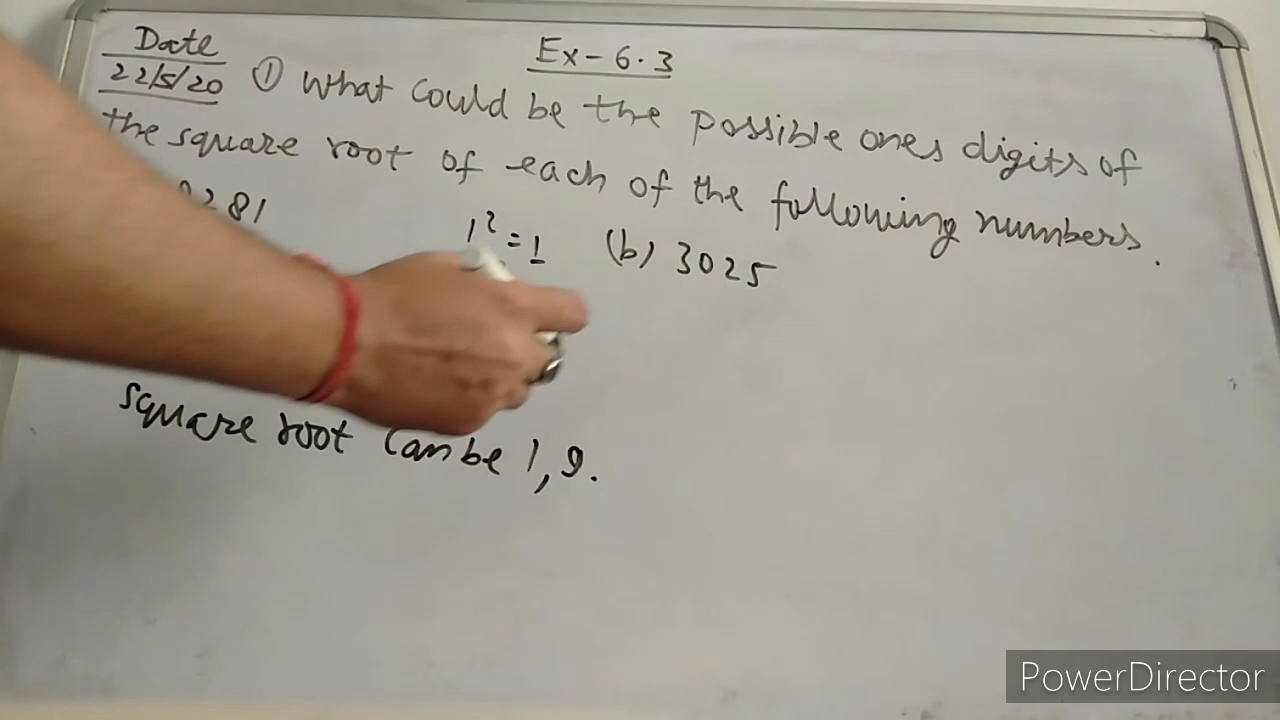 Date
22/5/20
Ex-6.3
① What could be the possible ones digits of
the square root of each of the following numbers.
281
1² = 1
(b) 3025
square root can be 1, 9.
PowerDirector